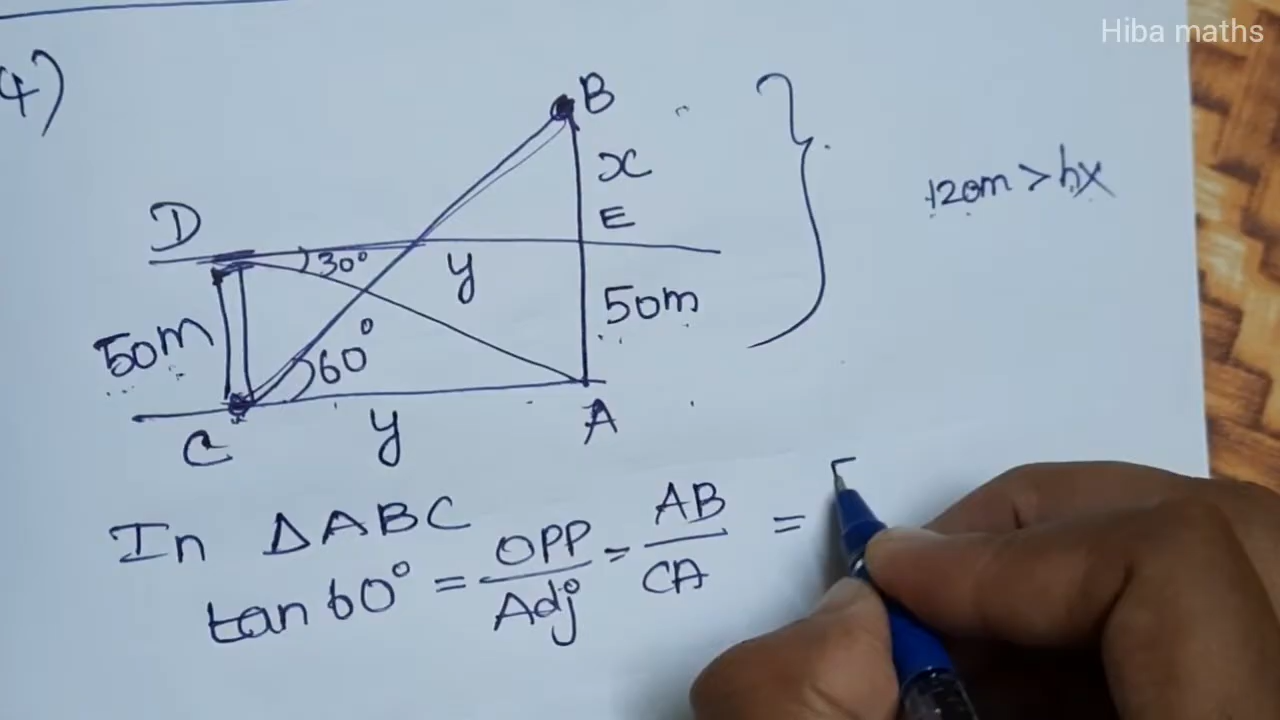 Hiba maths
4)
B
x
D
E
30°
y
120m > hx
50m
50m
60°
C
y
A
In ΔABC
tan 60° = OPP/Adj = AB/CA =